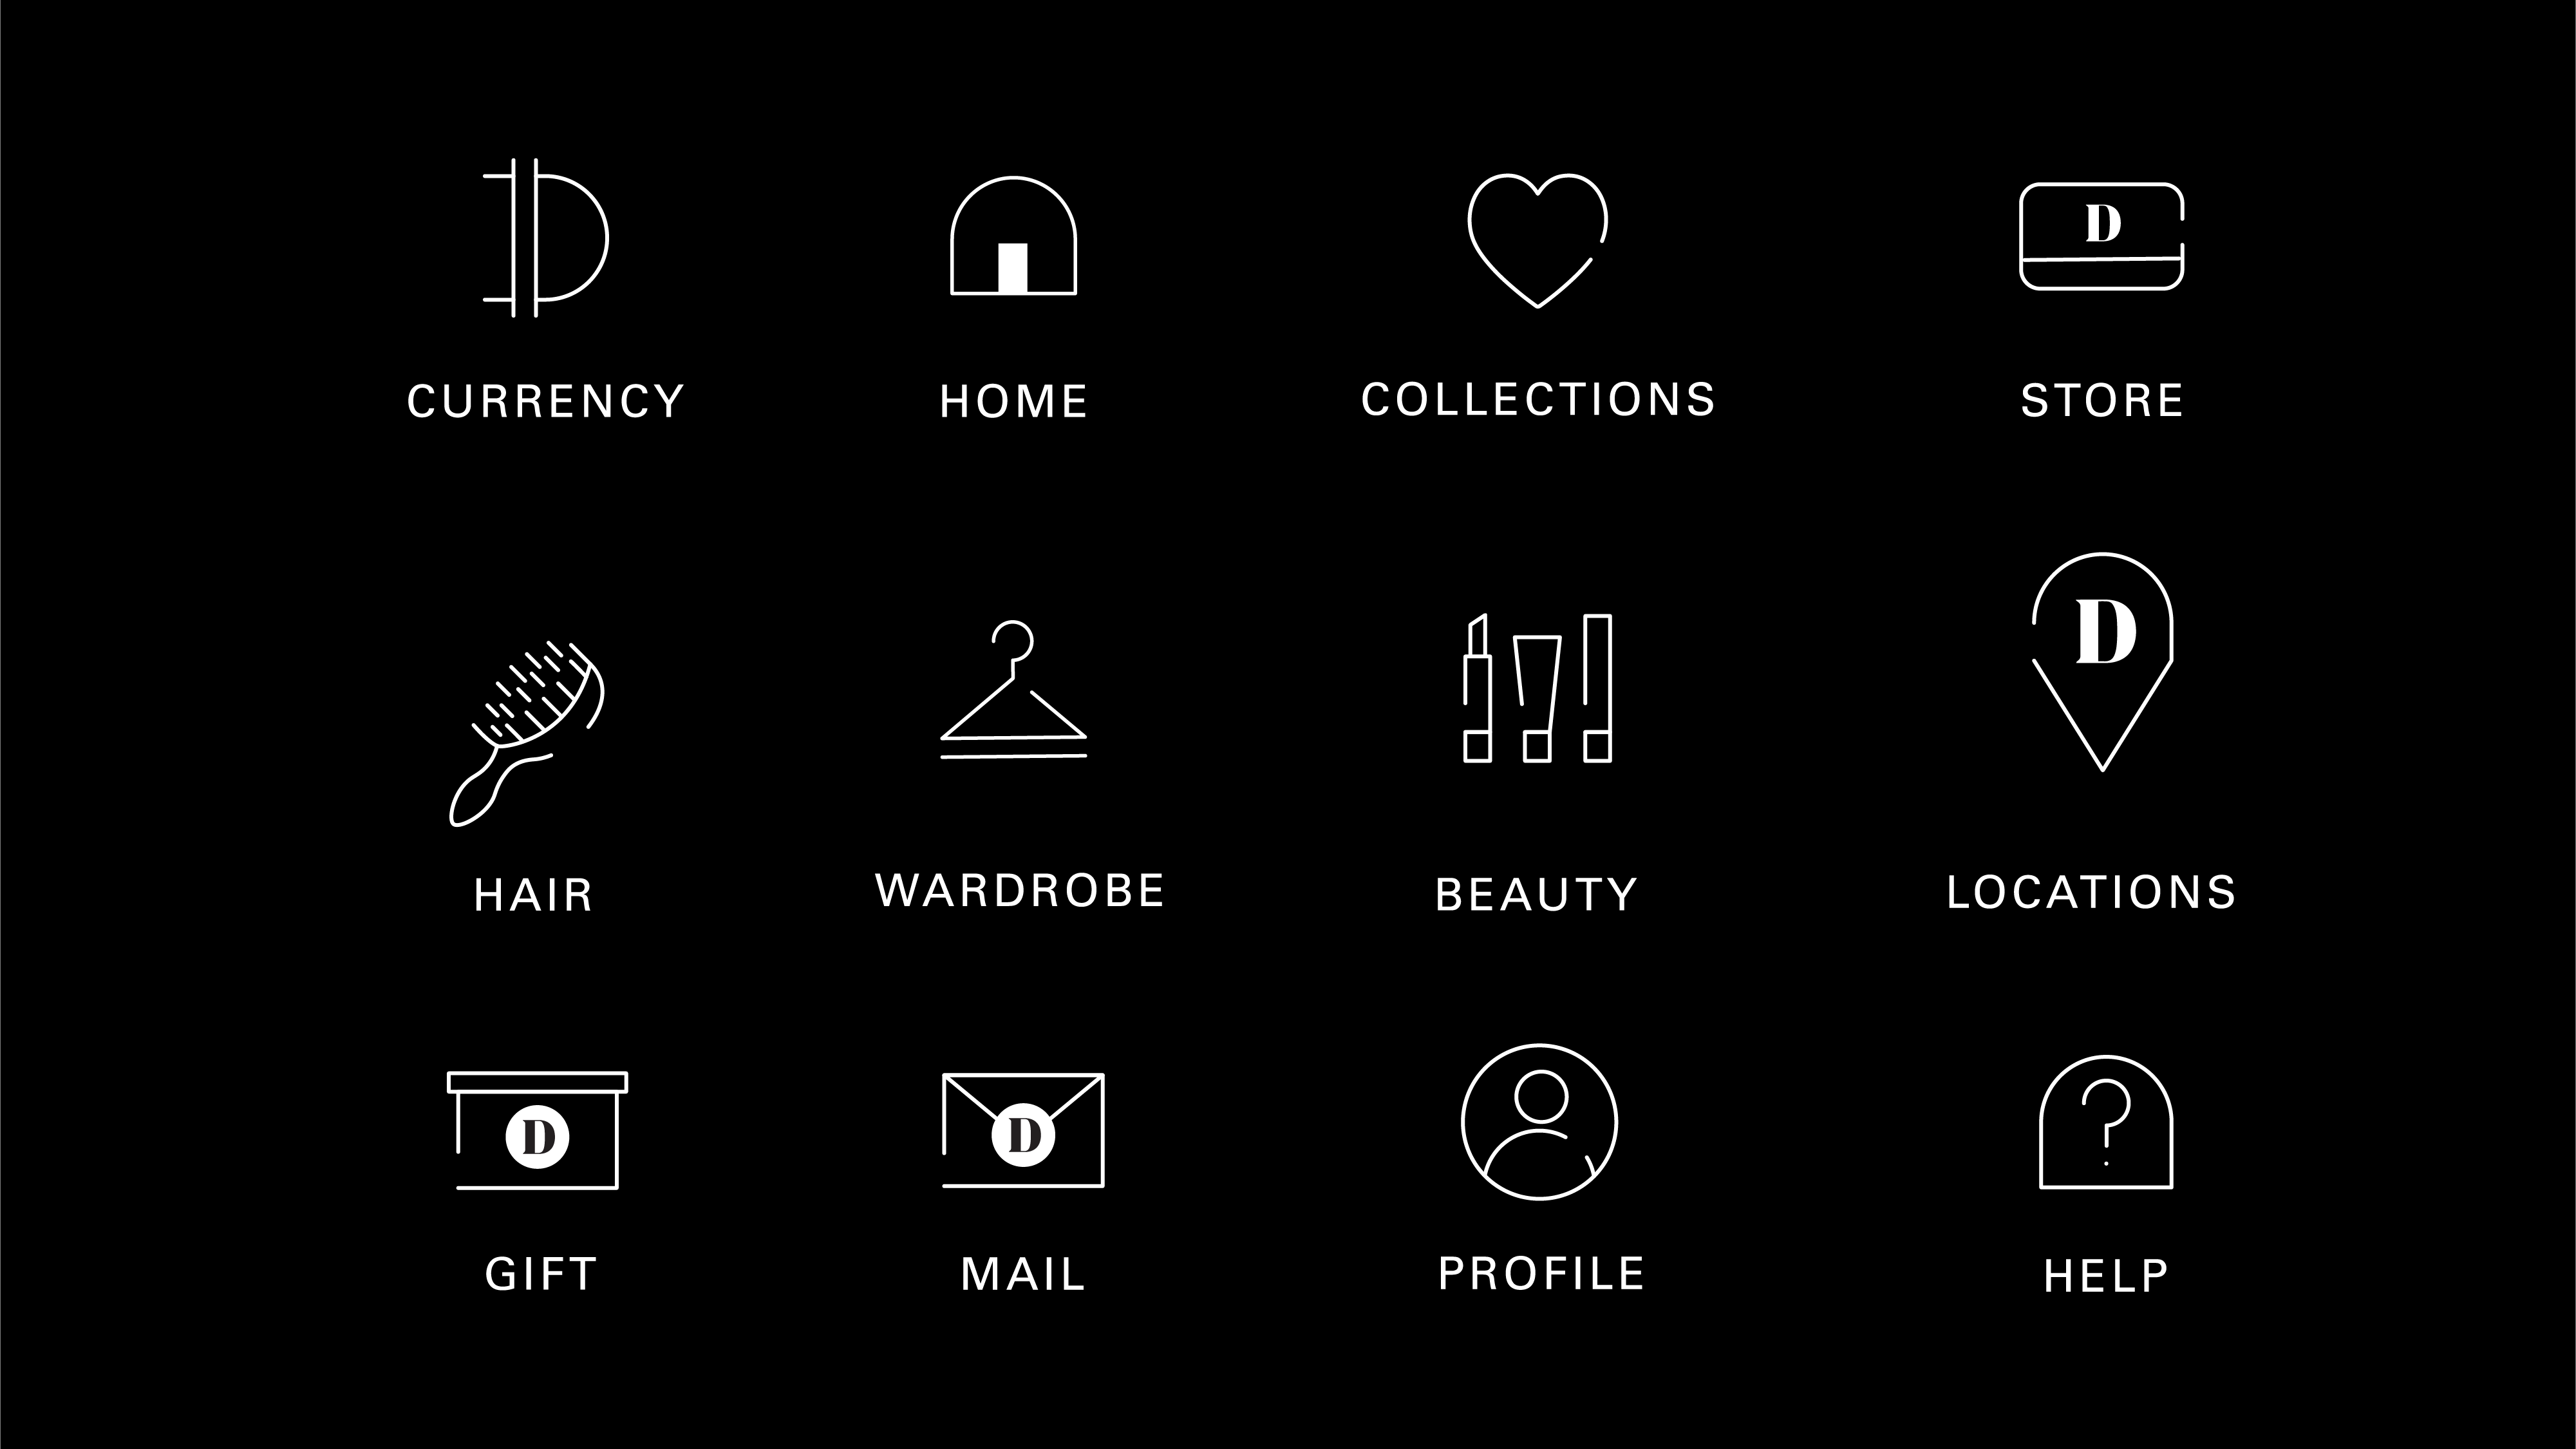 CURRENCY
HOME
COLLECTIONS
D
STORE
HAIR
WARDROBE
BEAUTY
D
LOCATIONS
D
GIFT
D
MAIL
PROFILE
?
HELP